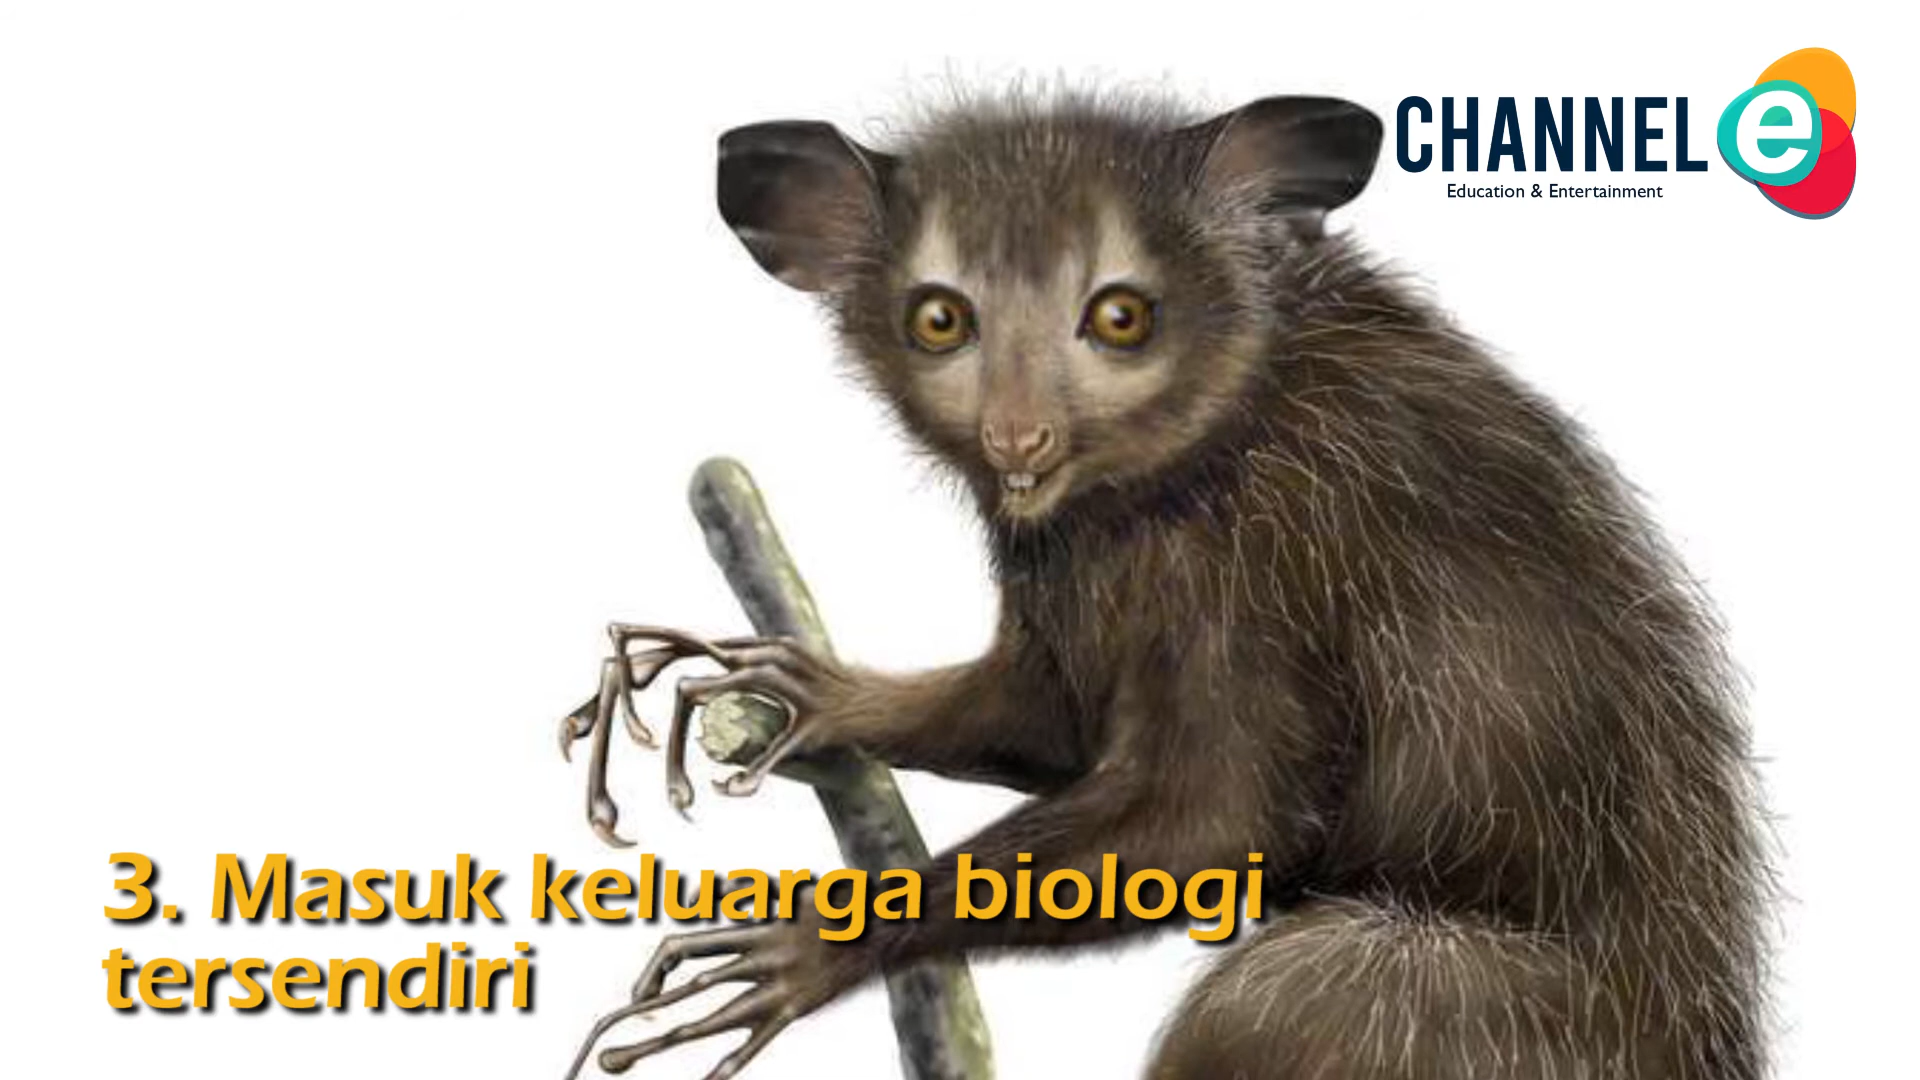 CHANNEL e
Education & Entertainment
3. Masuk keluarga biologi
tersendiri